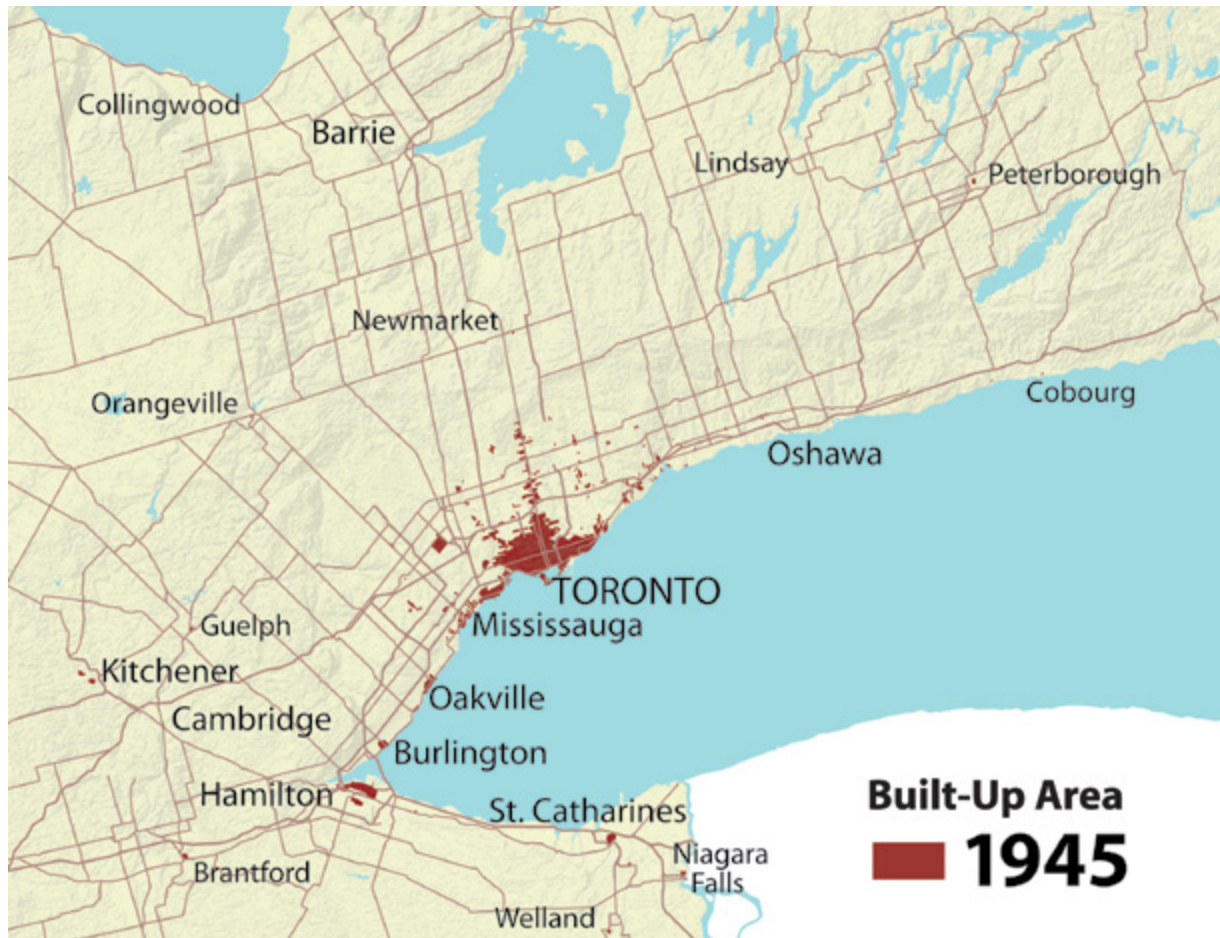 Collingwood
Barrie
Lindsay
Peterborough
Newmarket
Orangeville
Cobourg
Oshawa
TORONTO
Guelph
Mississauga
Kitchener
Oakville
Cambridge
Burlington
Hamilton
St. Catharines
Brantford
Niagara
Falls
Welland
Built-Up Area
1945